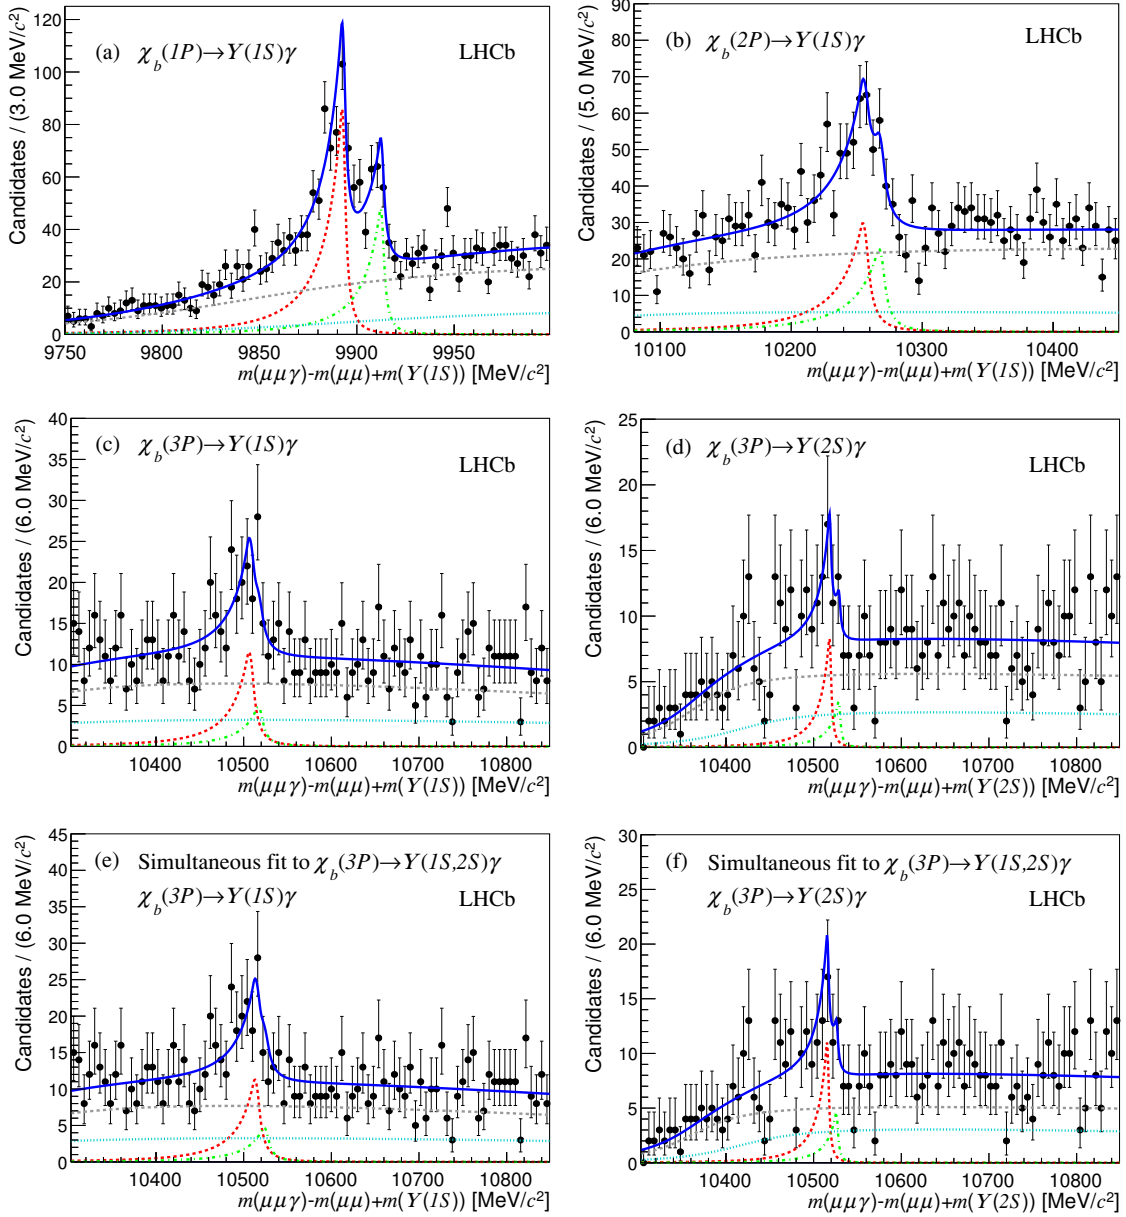 (a) χ_b(1P)→Υ(1S)γ LHCb
Candidates / (3.0 MeV/c²)
0 20 40 60 80 100 120
9750 9800 9850 9900 9950
m(μμγ)-m(μμ)+m(Υ(1S)) [MeV/c²]
(b) χ_b(2P)→Υ(1S)γ LHCb
Candidates / (5.0 MeV/c²)
0 10 20 30 40 50 60 70 80 90
10100 10200 10300 10400
m(μμγ)-m(μμ)+m(Υ(1S)) [MeV/c²]
(c) χ_b(3P)→Υ(1S)γ LHCb
Candidates / (6.0 MeV/c²)
0 5 10 15 20 25 30 35 40
10400 10500 10600 10700 10800
m(μμγ)-m(μμ)+m(Υ(1S)) [MeV/c²]
(d) χ_b(3P)→Υ(2S)γ LHCb
Candidates / (6.0 MeV/c²)
0 5 10 15 20 25
10400 10500 10600 10700 10800
m(μμγ)-m(μμ)+m(Υ(2S)) [MeV/c²]
(e) Simultaneous fit to χ_b(3P)→Υ(1S,2S)γ
χ_b(3P)→Υ(1S)γ LHCb
Candidates / (6.0 MeV/c²)
0 5 10 15 20 25 30 35 40 45
10400 10500 10600 10700 10800
m(μμγ)-m(μμ)+m(Υ(1S)) [MeV/c²]
(f) Simultaneous fit to χ_b(3P)→Υ(1S,2S)γ
χ_b(3P)→Υ(2S)γ LHCb
Candidates / (6.0 MeV/c²)
0 5 10 15 20 25 30
10400 10500 10600 10700 10800
m(μμγ)-m(μμ)+m(Υ(2S)) [MeV/c²]